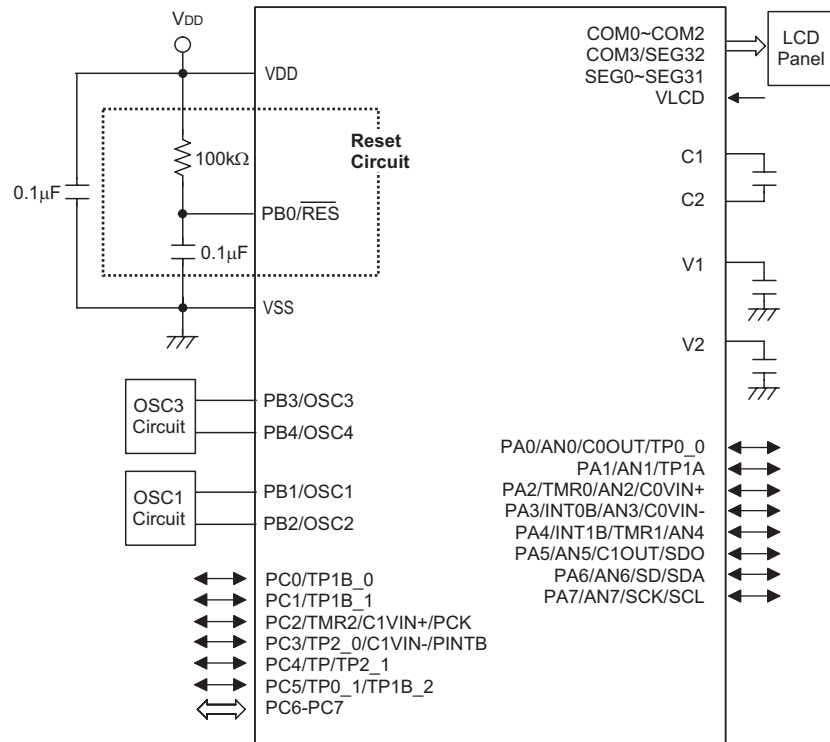 VDD
VDD
Reset
Circuit
100kΩ
0.1μF
PB0/RES
0.1μF
VSS
OSC3
Circuit
PB3/OSC3
PB4/OSC4
OSC1
Circuit
PB1/OSC1
PB2/OSC2
PC0/TP1B_0
PC1/TP1B_1
PC2/TMR2/C1VIN+/PCK
PC3/TP2_0/C1VIN-/PINTB
PC4/TP/TP2_1
PC5/TP0_1/TP1B_2
PC6-PC7
COM0~COM2
COM3/SEG32
SEG0~SEG31
VLCD
LCD
Panel
C1
C2
V1
V2
PA0/AN0/C0OUT/TP0_0
PA1/AN1/TP1A
PA2/TMR0/AN2/C0VIN+
PA3/INT0B/AN3/C0VIN-
PA4/INT1B/TMR1/AN4
PA5/AN5/C1OUT/SDO
PA6/AN6/SD/SDA
PA7/AN7/SCK/SCL